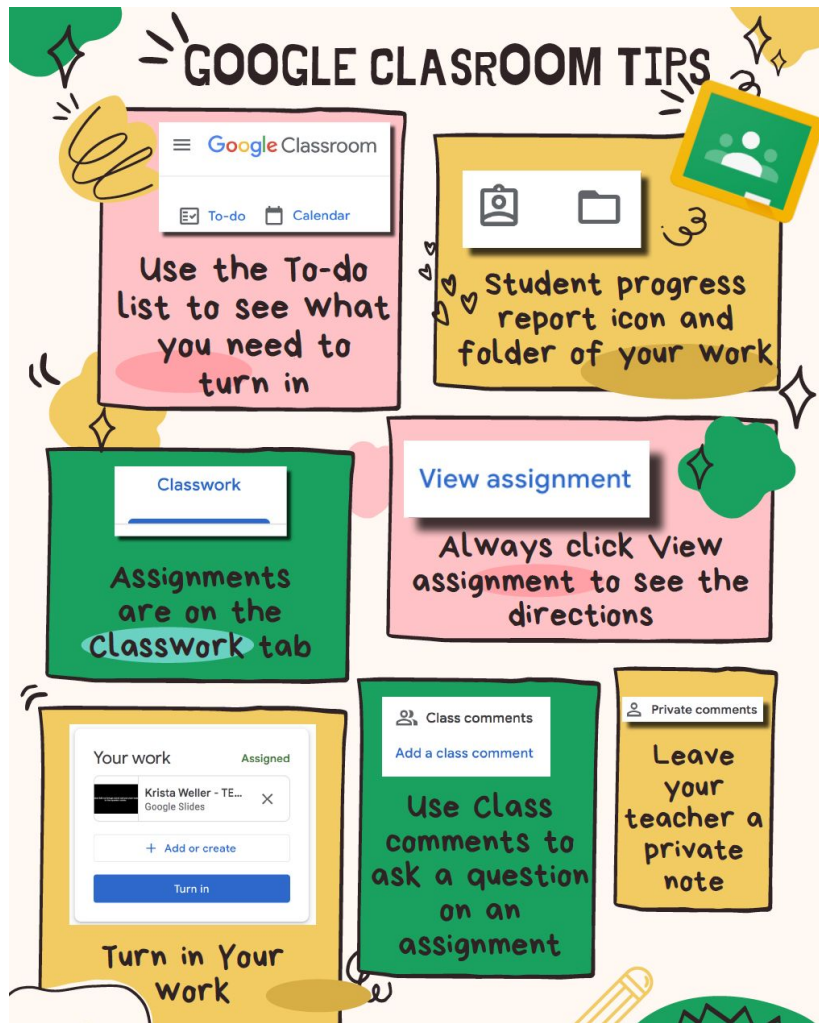 GOOGLE CLASROOM TIPS
Google Classroom
To-do Calendar
Use the To-do
list to see what
you need to
turn in
Student progress
report icon and
folder of your work
Classwork
Assignments
are on the
Classwork tab
View assignment
Always click View
assignment to see the
directions
Your work Assigned
Krista Weller - TE...
Google Slides
+ Add or create
Turn in
Turn in Your
work
Class comments
Add a class comment
Use Class
comments to
ask a question
on an
assignment
Private comments
Leave
your
teacher a
private
note